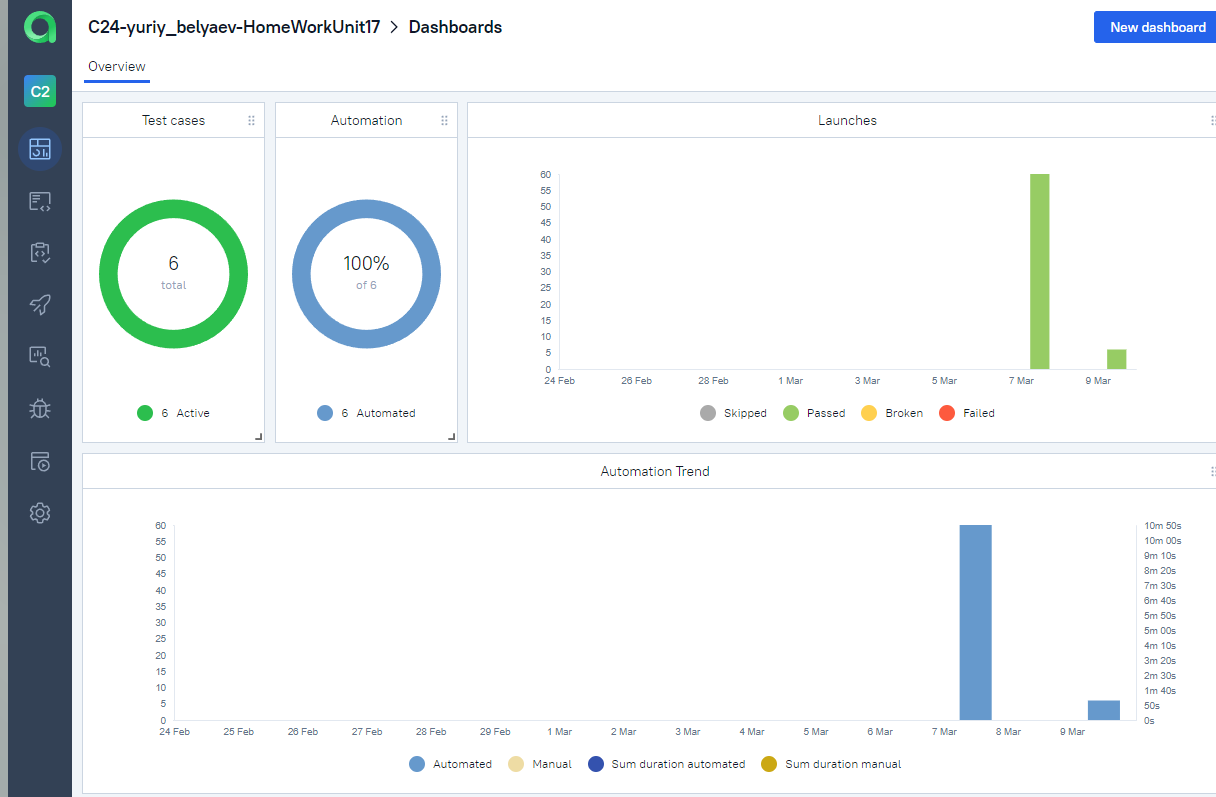 C24-yuriy_belyaev-HomeWorkUnit17 > Dashboards
New dashboard
Overview
C2
Test cases
6
total
6 Active
Automation
100%
of 6
6 Automated
Launches
60
55
50
45
40
35
30
25
20
15
10
5
0
24 Feb 26 Feb 28 Feb 1 Mar 3 Mar 5 Mar 7 Mar 9 Mar
Skipped Passed Broken Failed
Automation Trend
60 10m 50s
55 10m 00s
50 9m 10s
45 8m 20s
40 7m 30s
35 6m 40s
30 5m 50s
25 5m 00s
20 4m 10s
15 3m 20s
10 2m 30s
5 1m 40s
0 50s
0s
24 Feb 25 Feb 26 Feb 27 Feb 28 Feb 29 Feb 1 Mar 2 Mar 3 Mar 4 Mar 5 Mar 6 Mar 7 Mar 8 Mar 9 Mar
Automated Manual Sum duration automated Sum duration manual